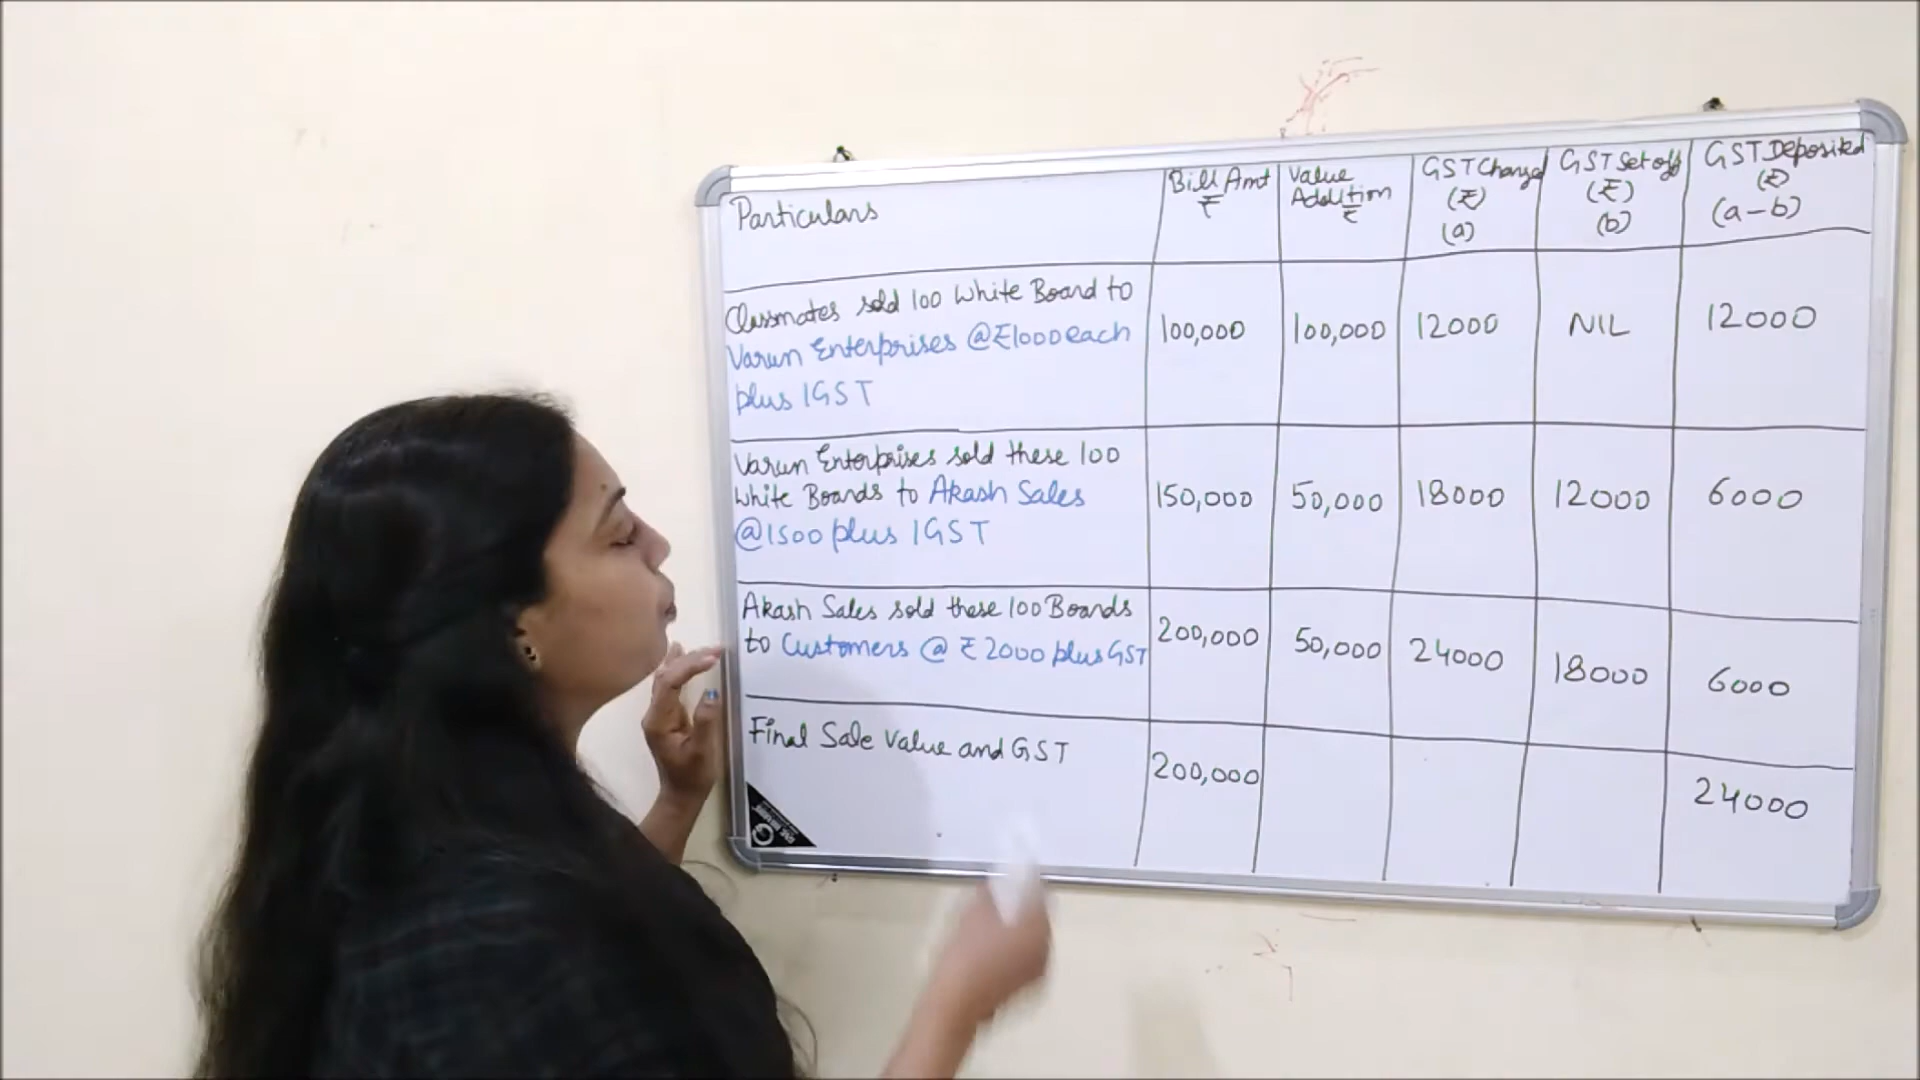 Particulars
Bill Amt
₹
Value
Addition
₹
GST Charged
(₹)
(a)
GST Set off
(₹)
(b)
GST Deposited
(₹)
(a-b)
Classmates sold 100 White Board to
Varun Enterprises @₹1000 each
plus IGST
100,000
100,000
12000
NIL
12000
Varun Enterprises sold these 100
White Boards to Akash Sales
@1500 plus IGST
150,000
50,000
18000
12000
6000
Akash Sales sold these 100 Boards
to Customers @ ₹2000 plus GST
200,000
50,000
24000
18000
6000
Final Sale Value and GST
200,000
24000